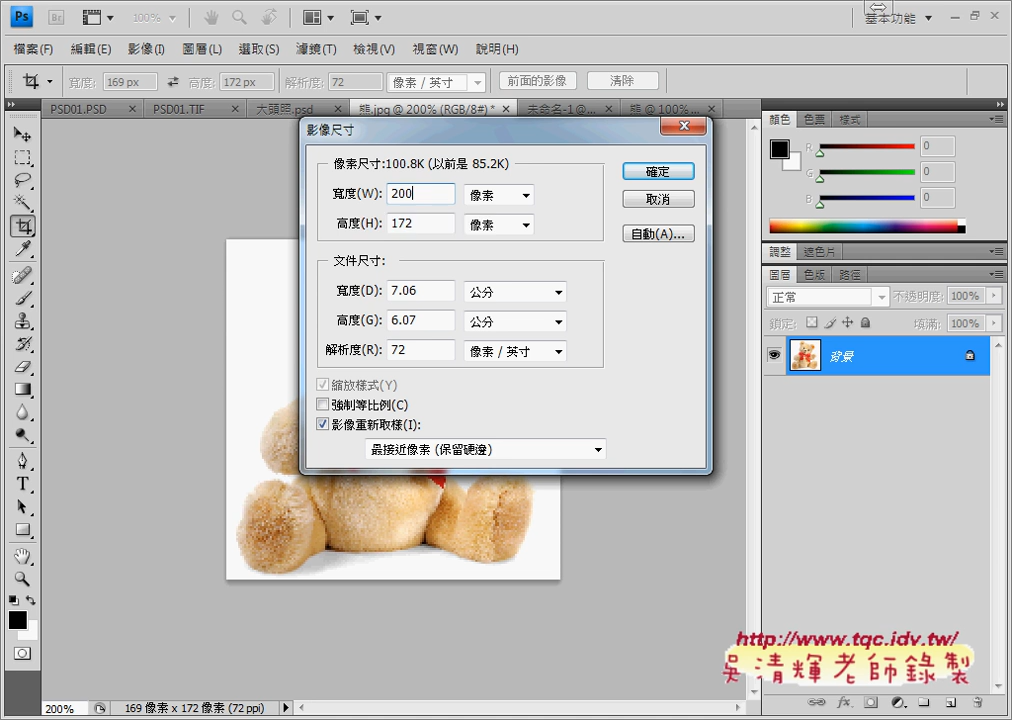 Ps Br 100% 基本功能
檔案(F) 編輯(E) 影像(I) 圖層(L) 選取(S) 濾鏡(T) 檢視(V) 視窗(W) 說明(H)
寬度: 169 px 高度: 172 px 解析度: 72 像素 / 英寸 前面的影像 清除
PSD01.PSD × PSD01.TIF × 大頭照.psd × 熊.jpg @ 200% (RGB/8#) * × 未命名-1@... × 熊 @ 100%... ×
影像尺寸
像素尺寸:100.8K (以前是 85.2K)
寬度(W): 200 像素
高度(H): 172 像素
文件尺寸:
寬度(D): 7.06 公分
高度(G): 6.07 公分
解析度(R): 72 像素 / 英寸
縮放樣式(Y)
強制等比例(C)
影像重新取樣(I):
最接近像素 (保留硬邊)
確定
取消
自動(A)...
顏色 色票 樣式
R 0
G 0
B 0
調整 遮色片
圖層 色版 路徑
正常 不透明度: 100%
鎖定: 填滿: 100%
背景
T
http://www.tqc.idv.tw/
吳清輝老師錄製
fx
200% 169 像素 x 172 像素 (72 ppi)